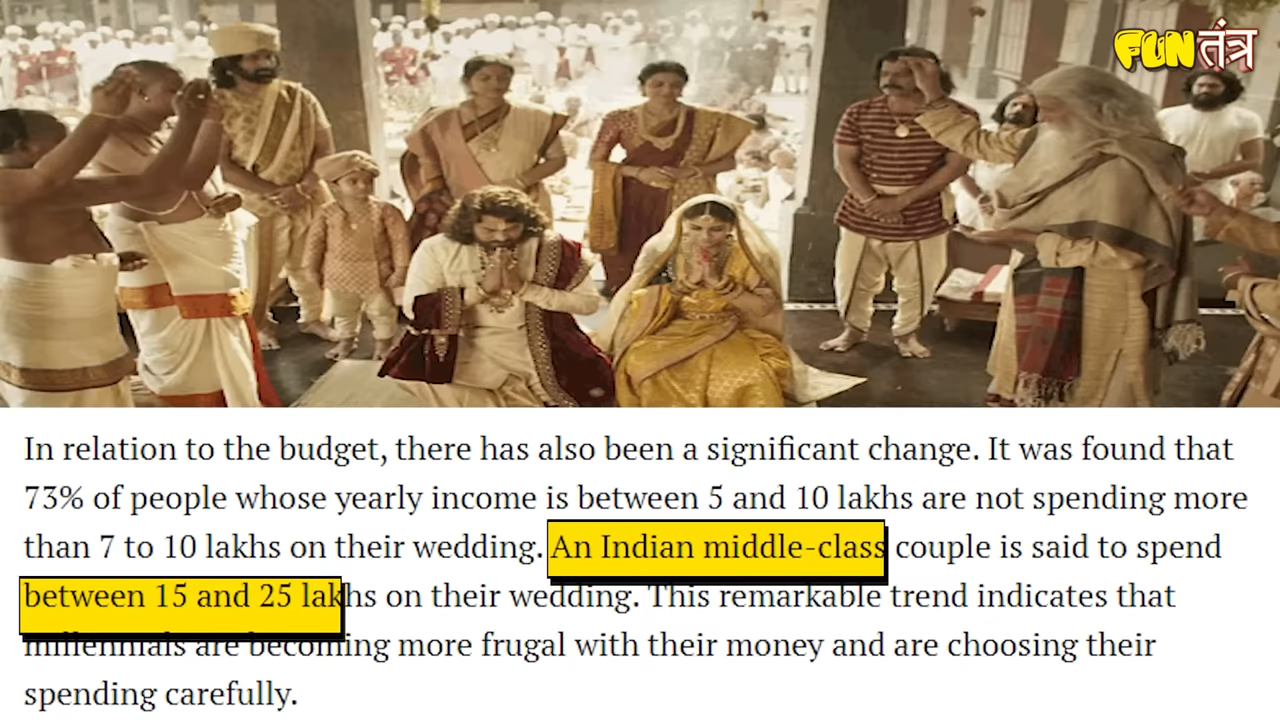 FUNतंत्र
In relation to the budget, there has also been a significant change. It was found that
73% of people whose yearly income is between 5 and 10 lakhs are not spending more
than 7 to 10 lakhs on their wedding. An Indian middle-class couple is said to spend
between 15 and 25 lakhs on their wedding. This remarkable trend indicates that
millennials are becoming more frugal with their money and are choosing their
spending carefully.